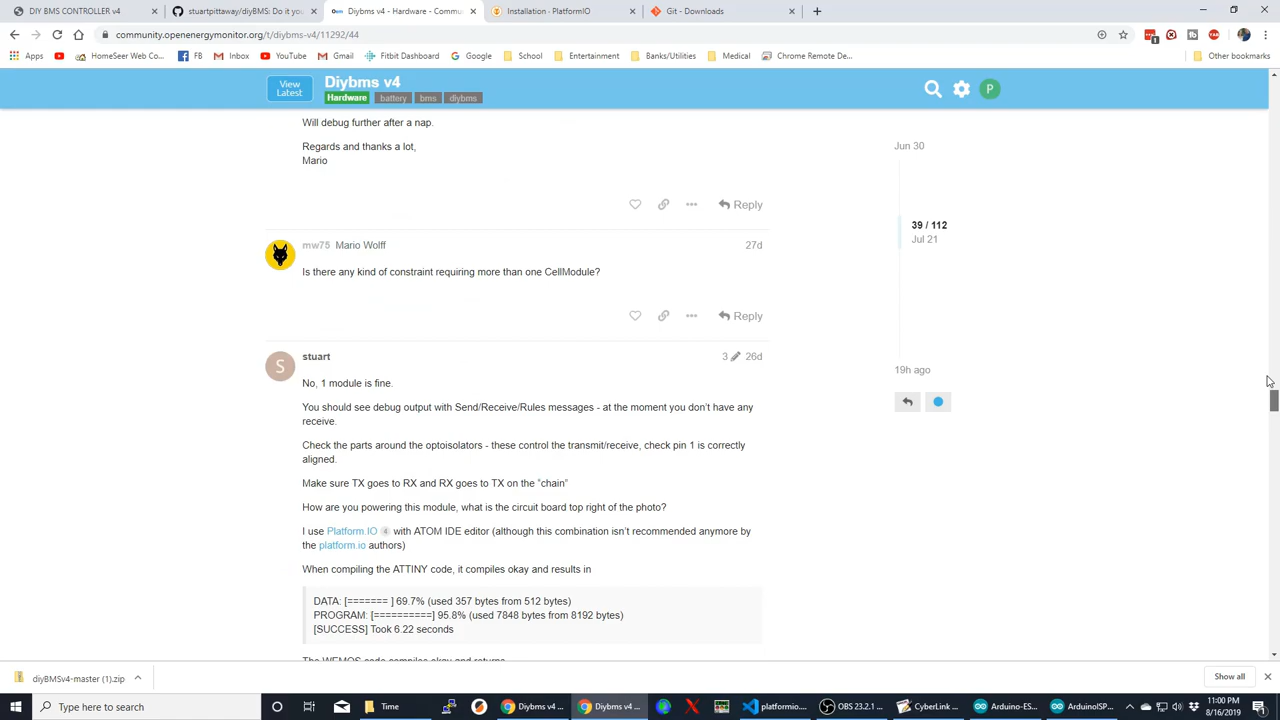 DIY BMS CONTROLLER v4
stuartpittaway/diyBMS: Do it you
Diybms v4 - Hardware - Commu
Installation - PlatformIO
Git - Downloads
community.openenergymonitor.org/t/diybms-v4/11292/44
1
Apps
HomeSeer Web Co...
FB
Inbox
YouTube
Gmail
Fitbit Dashboard
Google
School
Entertainment
Banks/Utilities
Medical
Chrome Remote De...
Other bookmarks
View
Latest
Diybms v4
Hardware battery bms diybms
P
Will debug further after a nap.
Regards and thanks a lot,
Mario
Reply
mw75 Mario Wolff 27d
Is there any kind of constraint requiring more than one CellModule?
Reply
S
stuart 3 26d
No, 1 module is fine.
You should see debug output with Send/Receive/Rules messages - at the moment you don't have any
receive.
Check the parts around the optoisolators - these control the transmit/receive, check pin 1 is correctly
aligned.
Make sure TX goes to RX and RX goes to TX on the "chain"
How are you powering this module, what is the circuit board top right of the photo?
I use Platform.IO 4 with ATOM IDE editor (although this combination isn't recommended anymore by
the platform.io authors)
When compiling the ATTINY code, it compiles okay and results in
DATA: [======= ] 69.7% (used 357 bytes from 512 bytes)
PROGRAM: [==========] 95.8% (used 7848 bytes from 8192 bytes)
[SUCCESS] Took 6.22 seconds
The WEMOS code compiles okay and returns
Jun 30
39 / 112
Jul 21
19h ago
diyBMSv4-master (1).zip
Show all
Type here to search
Time
DIY BMS v4 ...
Diybms v4 ...
platformio....
OBS 23.2.1 ...
CyberLink ...
Arduino-ES...
ArduinoISP...
11:00 PM
8/16/2019